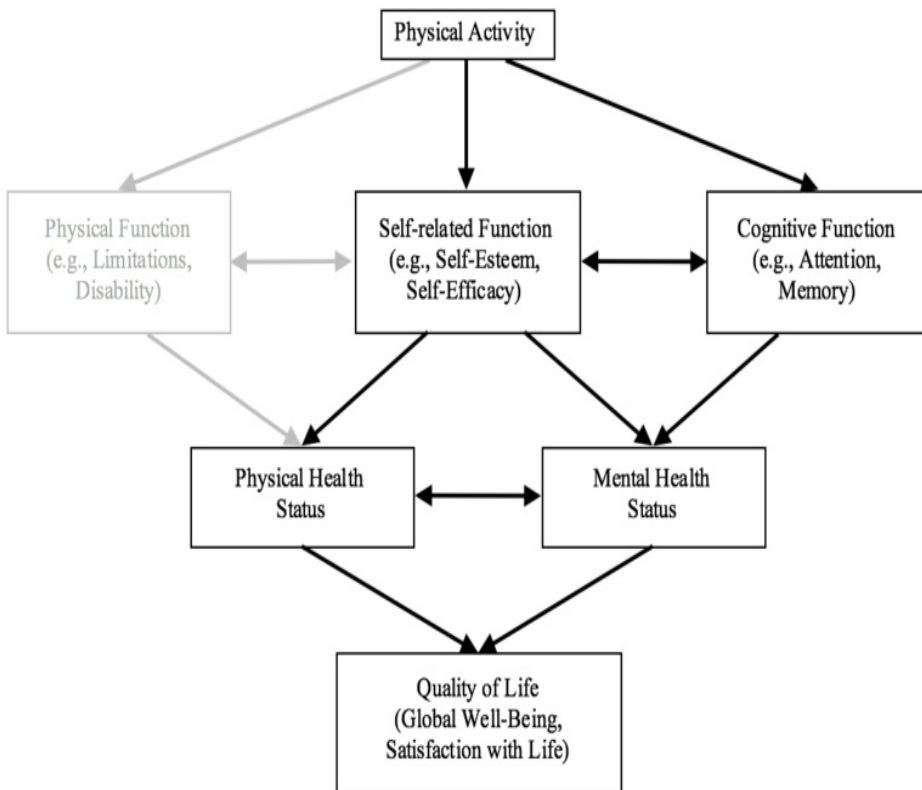 Physical Activity
Physical Function
(e.g., Limitations,
Disability)
Self-related Function
(e.g., Self-Esteem,
Self-Efficacy)
Cognitive Function
(e.g., Attention,
Memory)
Physical Health
Status
Mental Health
Status
Quality of Life
(Global Well-Being,
Satisfaction with Life)